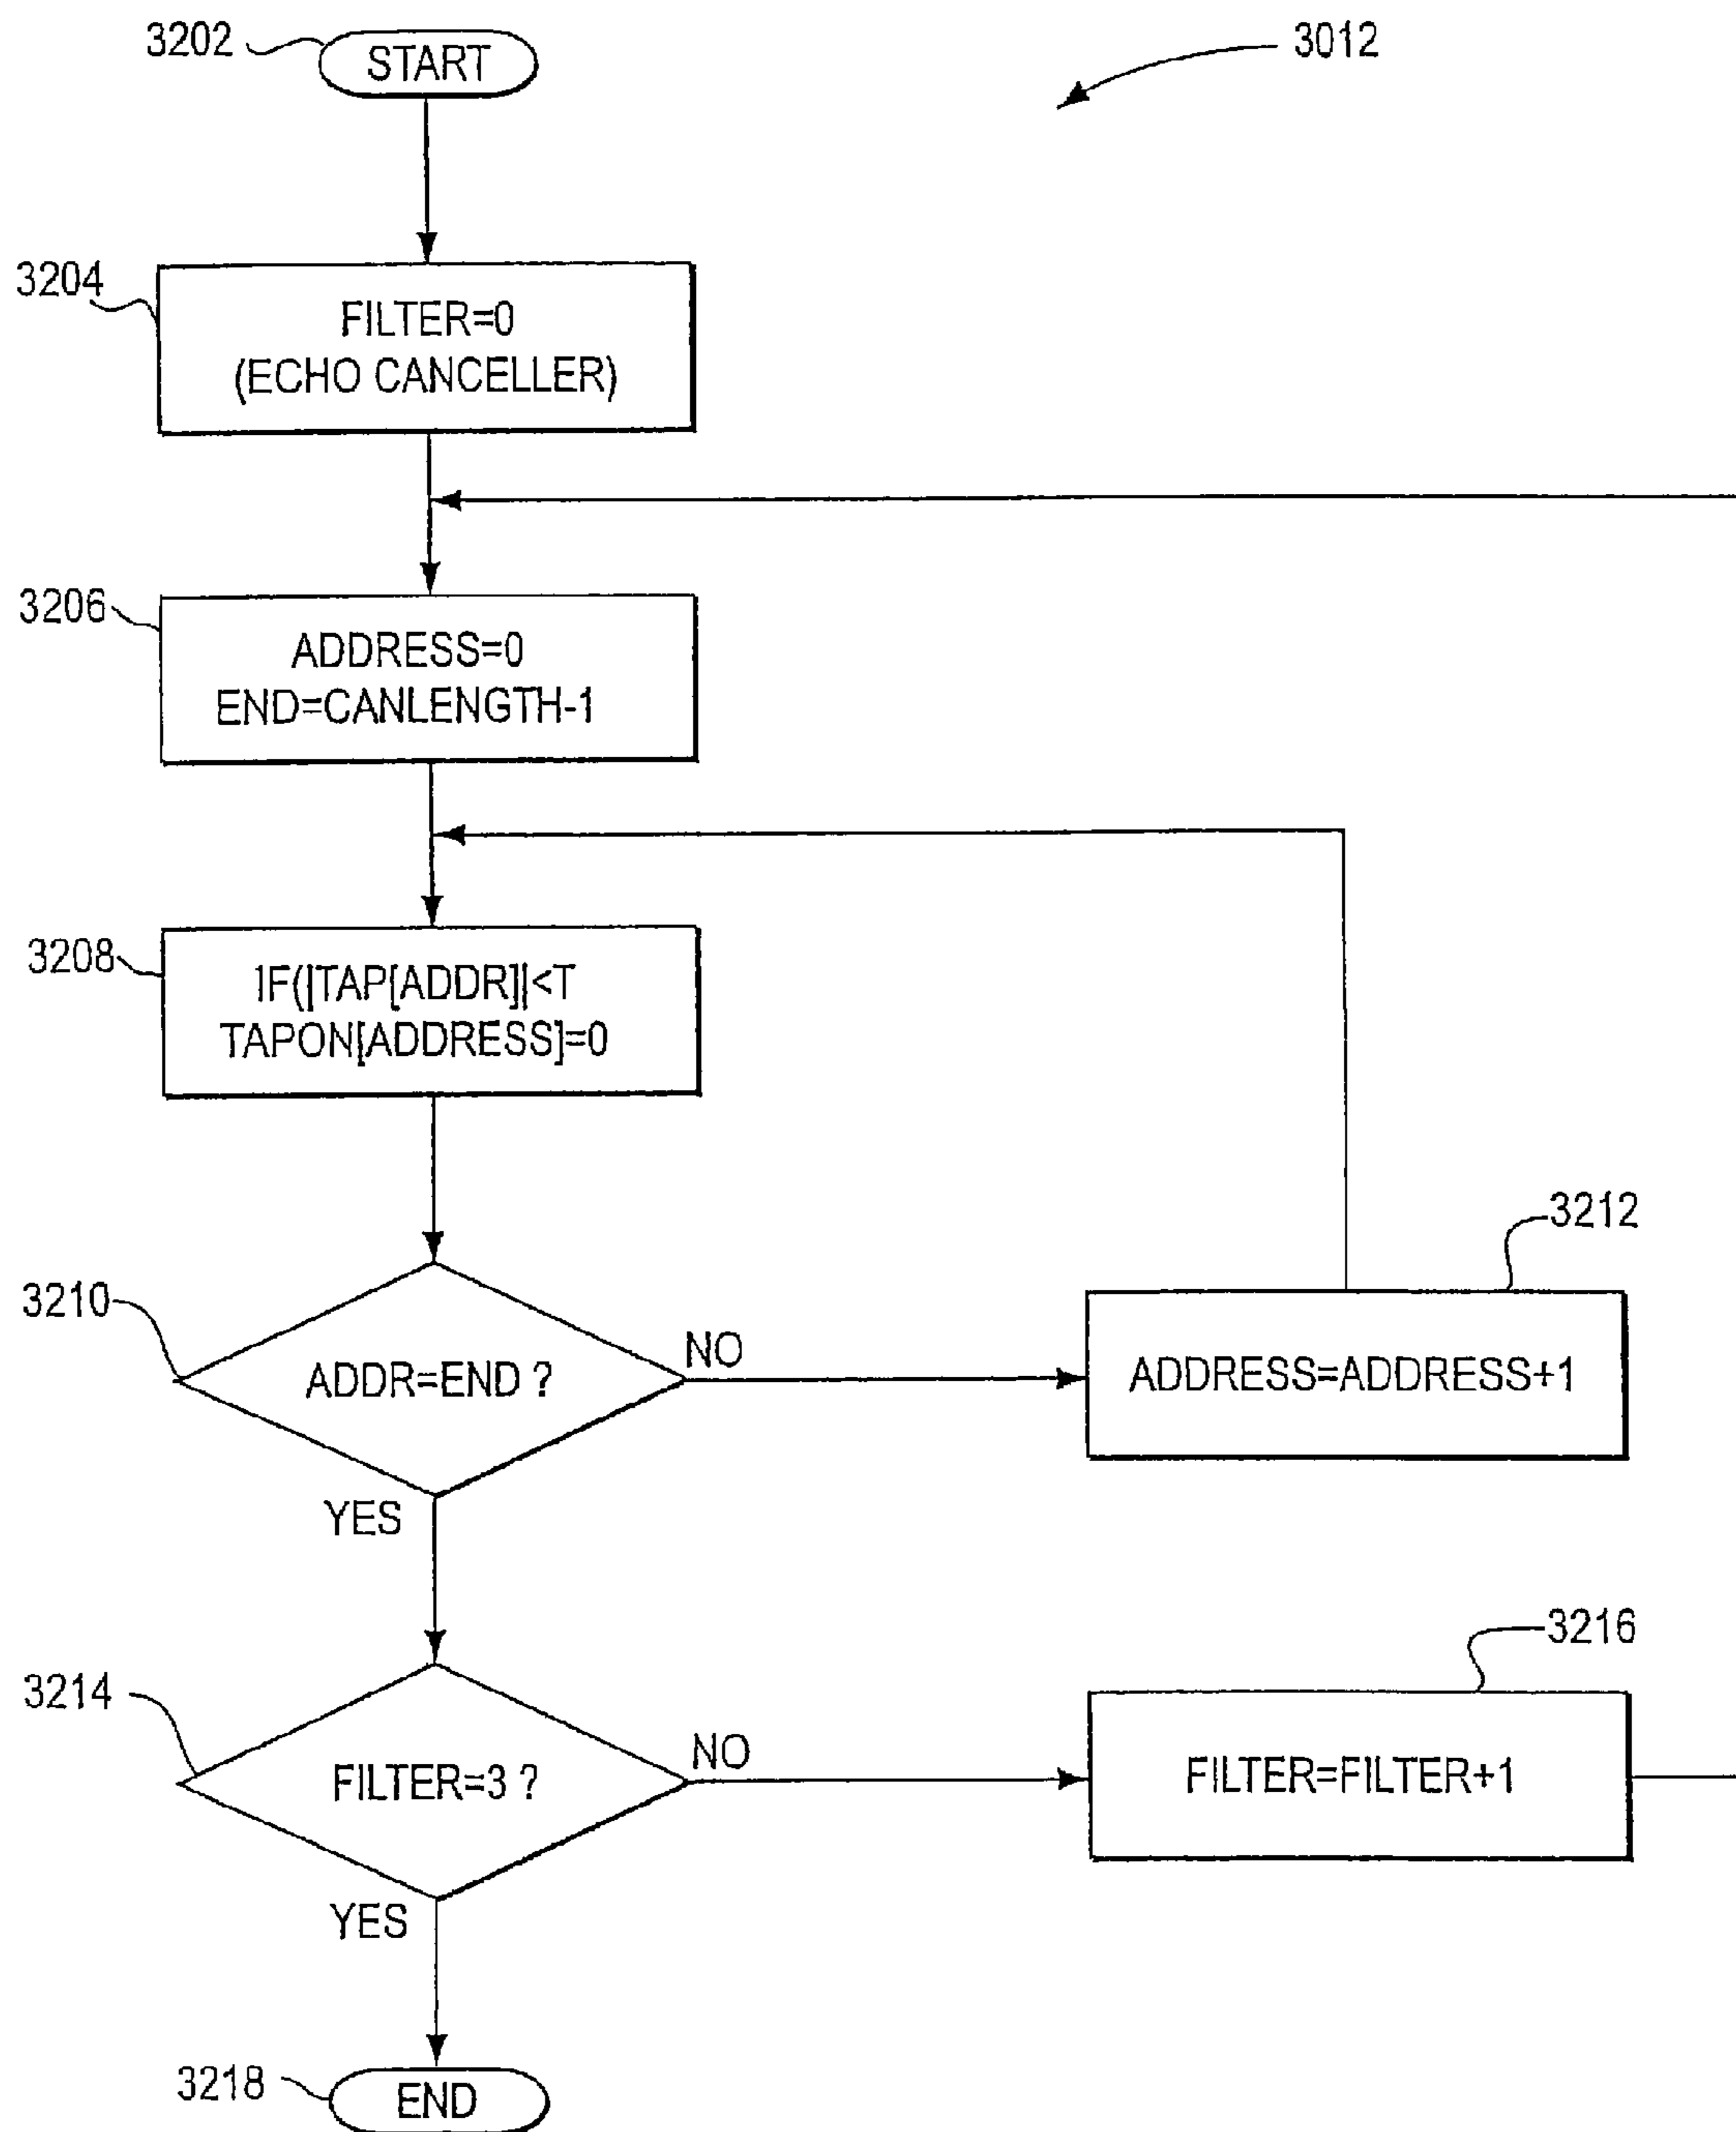 3202
START
3012
3204
FILTER=0
(ECHO CANCELLER)
3206
ADDRESS=0
END=CANLENGTH-1
3208
IF(|TAP[ADDR]|<T
TAPON[ADDRESS]=0
3210
ADDR=END ?
NO
3212
ADDRESS=ADDRESS+1
YES
3214
FILTER=3 ?
NO
3216
FILTER=FILTER+1
YES
3218
END